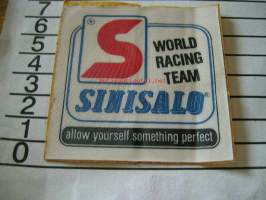 7
6
5
4
3
2
1
0
S ®
WORLD
RACING
TEAM
SINISALO®
allow yourself something perfect